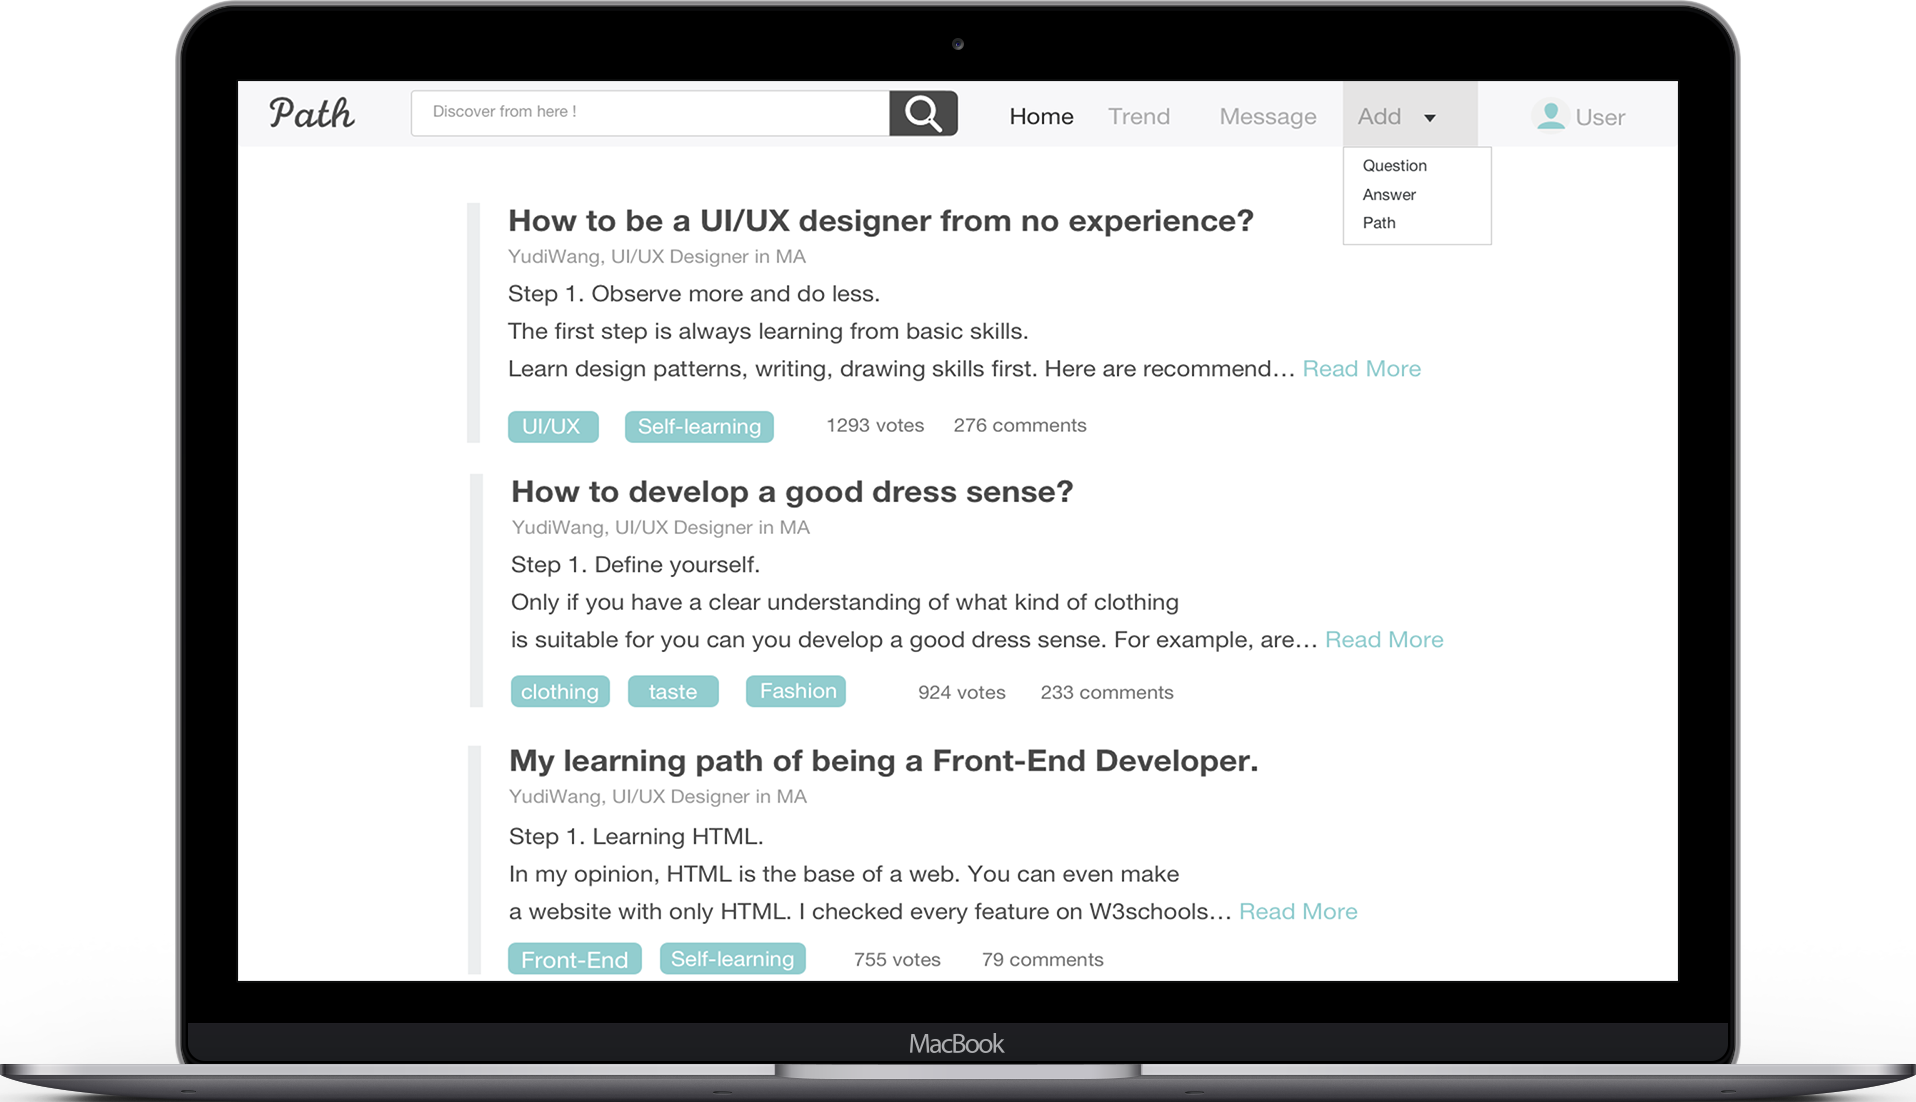 Path
Discover from here !
Home
Trend
Message
Add
User
Question
Answer
Path
How to be a UI/UX designer from no experience?
YudiWang, UI/UX Designer in MA
Step 1. Observe more and do less.
The first step is always learning from basic skills.
Learn design patterns, writing, drawing skills first. Here are recommend… Read More
UI/UX Self-learning 1293 votes 276 comments
How to develop a good dress sense?
YudiWang, UI/UX Designer in MA
Step 1. Define yourself.
Only if you have a clear understanding of what kind of clothing
is suitable for you can you develop a good dress sense. For example, are… Read More
clothing taste Fashion 924 votes 233 comments
My learning path of being a Front-End Developer.
YudiWang, UI/UX Designer in MA
Step 1. Learning HTML.
In my opinion, HTML is the base of a web. You can even make
a website with only HTML. I checked every feature on W3schools… Read More
Front-End Self-learning 755 votes 79 comments
MacBook